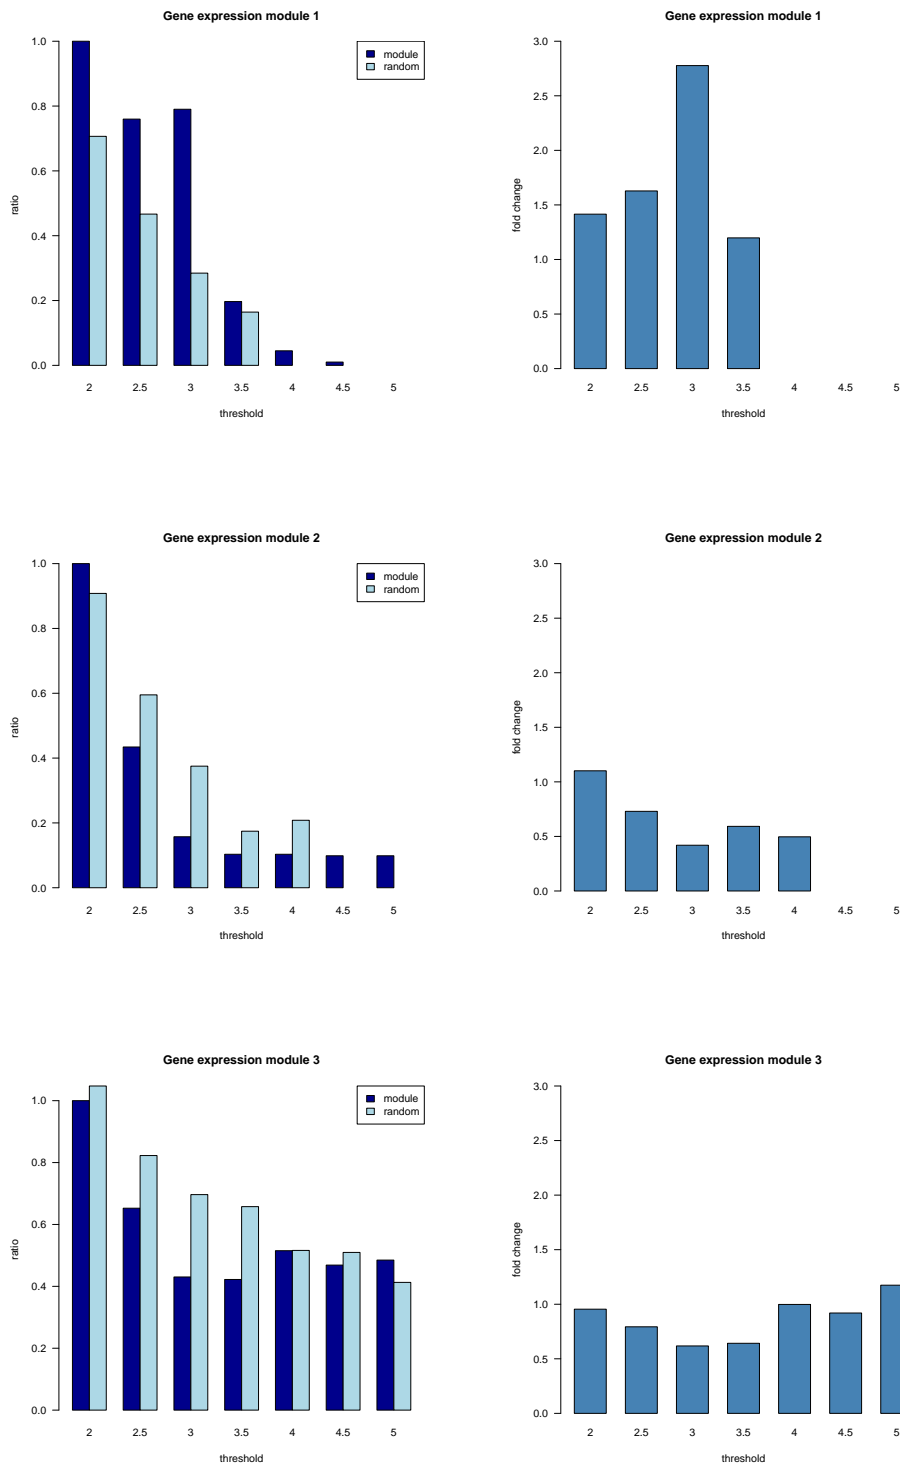 Gene expression module 1
1.0
0.8
0.6
0.4
0.2
0.0
ratio
module
random
2 2.5 3 3.5 4 4.5 5
threshold
Gene expression module 1
3.0
2.5
2.0
1.5
1.0
0.5
0.0
fold change
2 2.5 3 3.5 4 4.5 5
threshold
Gene expression module 2
1.0
0.8
0.6
0.4
0.2
0.0
ratio
module
random
2 2.5 3 3.5 4 4.5 5
threshold
Gene expression module 2
3.0
2.5
2.0
1.5
1.0
0.5
0.0
fold change
2 2.5 3 3.5 4 4.5 5
threshold
Gene expression module 3
1.0
0.8
0.6
0.4
0.2
0.0
ratio
module
random
2 2.5 3 3.5 4 4.5 5
threshold
Gene expression module 3
3.0
2.5
2.0
1.5
1.0
0.5
0.0
fold change
2 2.5 3 3.5 4 4.5 5
threshold